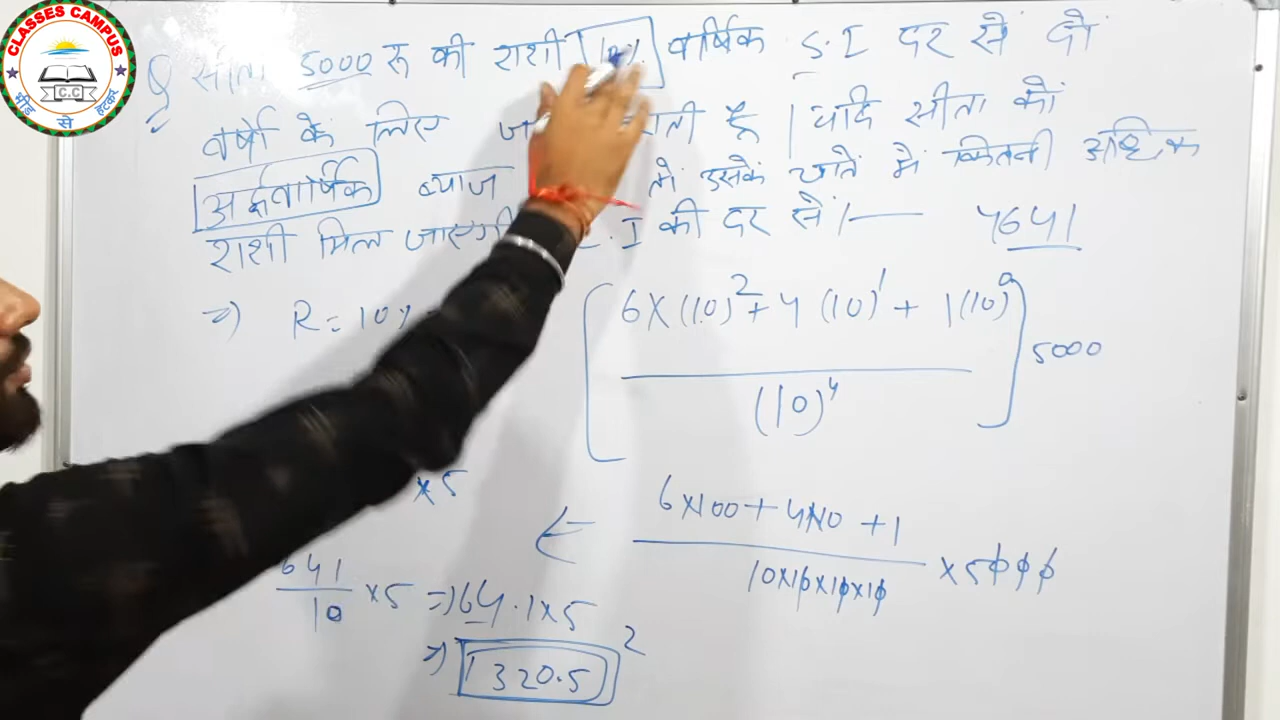 CLASSES CAMPUS
C.C
भीड़ से हटकर
Q सीता 5000 रू की राशी वार्षिक S.I दर से दो
वर्षो के लिए है । यदि सीता को
अर्द्धवार्षिक ब्याज तो उसके खाते में कितनी अधिक
राशी मिल जाएगी C.I की दर से।— 4641
=) R = 10%
[6×(10)²+4(10)¹+1(10)⁰
(10)⁴] 5000
×5
6×100+4×10+1
10×10×10×10 ×5000
641
10 ×5 =) 64.1×5
=) 320.5 2